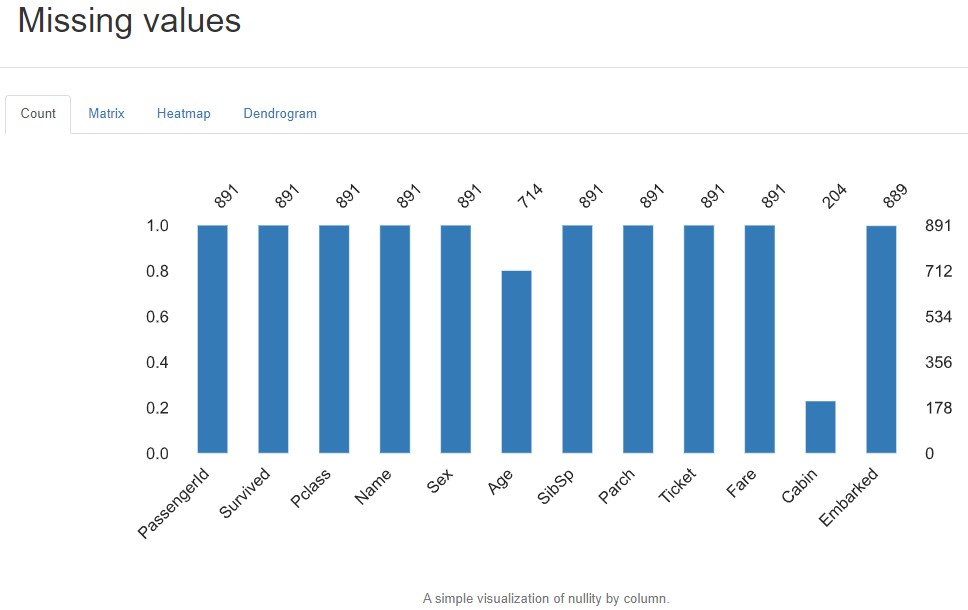 Missing values
Count Matrix Heatmap Dendrogram
891 891 891 891 891 714 891 891 891 891 204 889
1.0 891
0.8 712
0.6 534
0.4 356
0.2 178
0.0 0
PassengerId Survived Pclass Name Sex Age SibSp Parch Ticket Fare Cabin Embarked
A simple visualization of nullity by column.